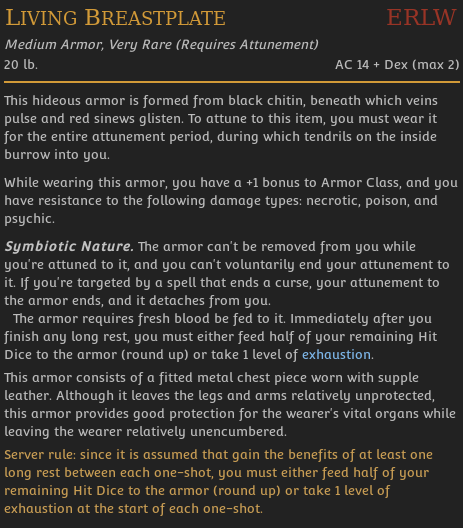 Living Breastplate ERLW
Medium Armor, Very Rare (Requires Attunement)
20 lb. AC 14 + Dex (max 2)
This hideous armor is formed from black chitin, beneath which veins
pulse and red sinews glisten. To attune to this item, you must wear it
for the entire attunement period, during which tendrils on the inside
burrow into you.
While wearing this armor, you have a +1 bonus to Armor Class, and you
have resistance to the following damage types: necrotic, poison, and
psychic.
Symbiotic Nature. The armor can't be removed from you while
you're attuned to it, and you can't voluntarily end your attunement to
it. If you're targeted by a spell that ends a curse, your attunement to
the armor ends, and it detaches from you.
The armor requires fresh blood be fed to it. Immediately after you
finish any long rest, you must either feed half of your remaining Hit
Dice to the armor (round up) or take 1 level of exhaustion.
This armor consists of a fitted metal chest piece worn with supple
leather. Although it leaves the legs and arms relatively unprotected,
this armor provides good protection for the wearer's vital organs while
leaving the wearer relatively unencumbered.
Server rule: since it is assumed that gain the benefits of at least one
long rest between each one-shot, you must either feed half of your
remaining Hit Dice to the armor (round up) or take 1 level of
exhaustion at the start of each one-shot.